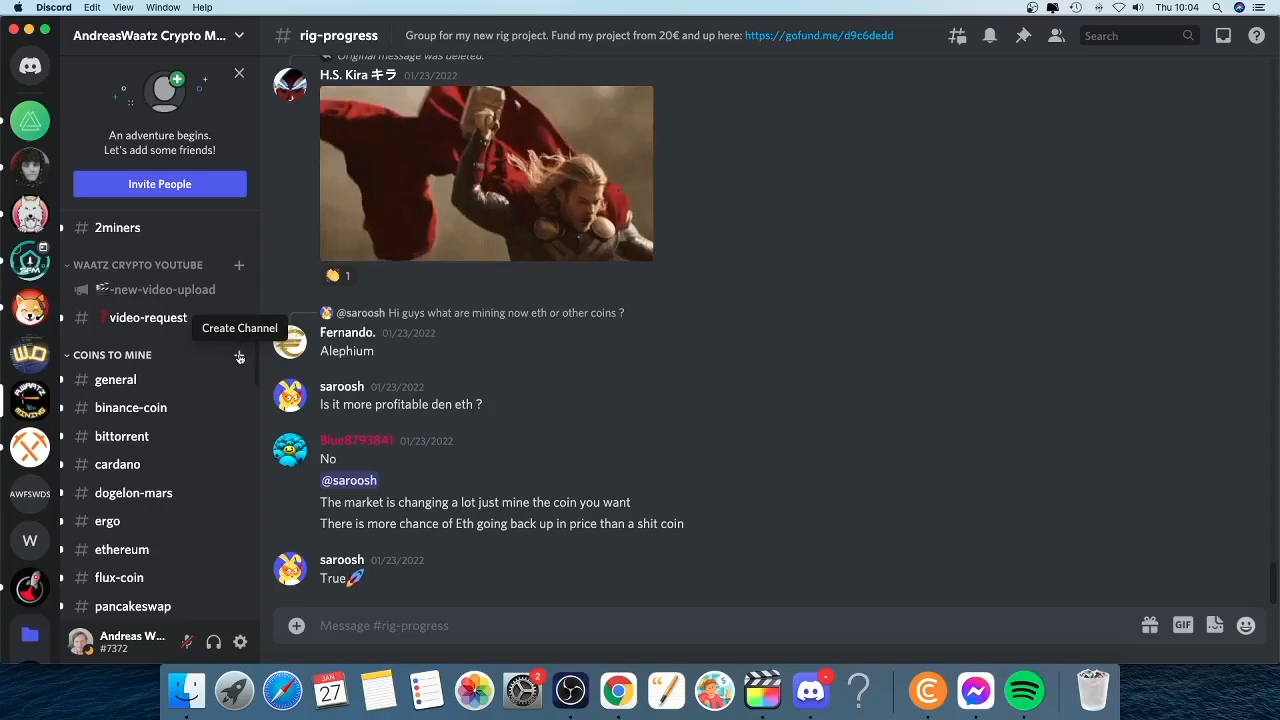 Discord Edit View Window Help
Thu 10:04
AndreasWaatz Crypto M...
rig-progress
Group for my new rig project. Fund my project from 20€ and up here: https://gofund.me/d9c6dedd
Search
An adventure begins.
Let's add some friends!
Invite People
2miners
WAATZ CRYPTO YOUTUBE
-new-video-upload
video-request
Create Channel
COINS TO MINE
general
binance-coin
bittorrent
cardano
dogelon-mars
ergo
ethereum
flux-coin
pancakeswap
AWFSWDS
W
Andreas W...
#7372
Original message was deleted.
H.S. Kira キラ 01/23/2022
1
@saroosh Hi guys what are mining now eth or other coins ?
Fernando. 01/23/2022
Alephium
saroosh 01/23/2022
Is it more profitable den eth ?
Blue8793841 01/23/2022
No
@saroosh
The market is changing a lot just mine the coin you want
There is more chance of Eth going back up in price than a shit coin
saroosh 01/23/2022
True
Message #rig-progress
GIF
JAN
27
2